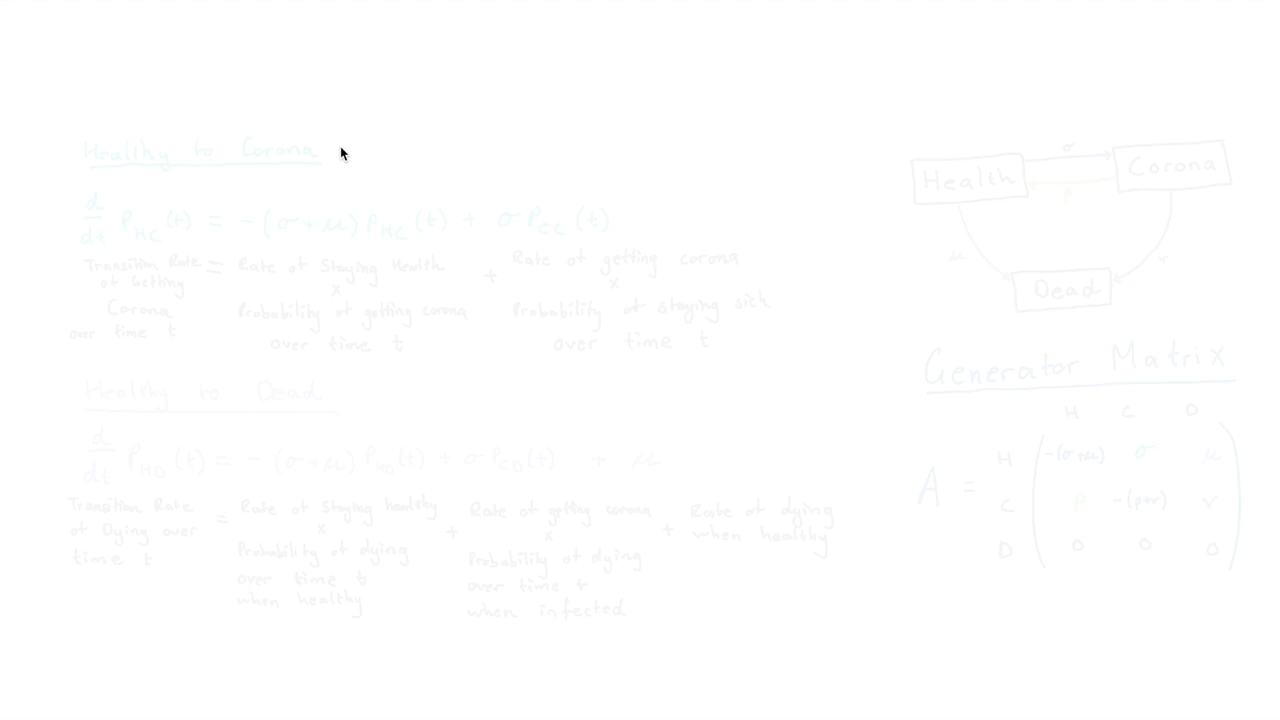 Healthy to Corona
d/dt P_HC(t) = -(σ+μ) P_HC(t) + σ P_CC(t)
Transition Rate of Getting Corona over time t = Rate of Staying Health x Probability of getting corona over time t + Rate of getting corona x Probability of staying sick over time t
Healthy to Dead
d/dt P_HD(t) = -(σ+μ) P_HD(t) + σ P_CD(t) + μ
Transition Rate of Dying over time t = Rate of Staying healthy x Probability of dying over time t when healthy + Rate of getting corona x Probability of dying over time t when infected + Rate of dying when healthy
Health σ Corona
ρ
μ ν
Dead
Generator Matrix
H C D
A = H -(σ+μ) σ μ
C ρ -(ρ+ν) ν
D 0 0 0